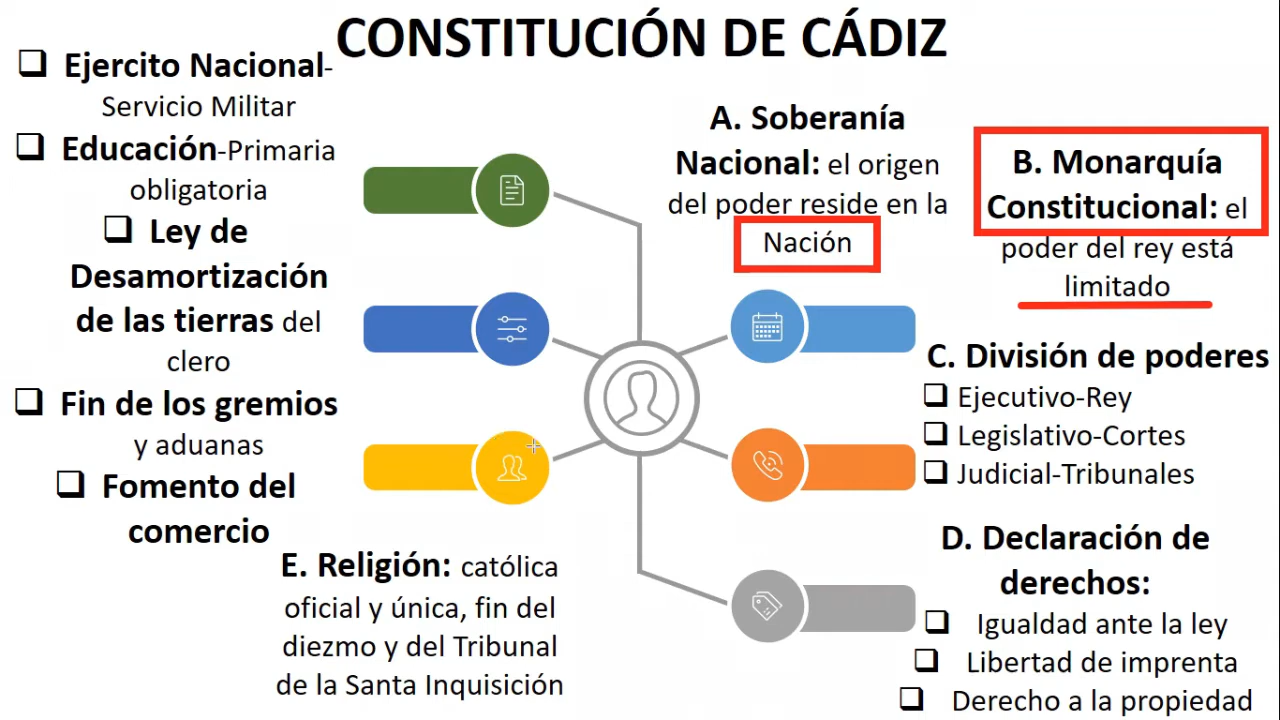 CONSTITUCIÓN DE CÁDIZ
❑ Ejercito Nacional-
Servicio Militar
❑ Educación-Primaria
obligatoria
❑ Ley de
Desamortización
de las tierras del
clero
❑ Fin de los gremios
y aduanas
❑ Fomento del
comercio
A. Soberanía
Nacional: el origen
del poder reside en la
Nación
B. Monarquía
Constitucional: el
poder del rey está
limitado
C. División de poderes
❑ Ejecutivo-Rey
❑ Legislativo-Cortes
❑ Judicial-Tribunales
D. Declaración de
derechos:
❑ Igualdad ante la ley
❑ Libertad de imprenta
❑ Derecho a la propiedad
E. Religión: católica
oficial y única, fin del
diezmo y del Tribunal
de la Santa Inquisición